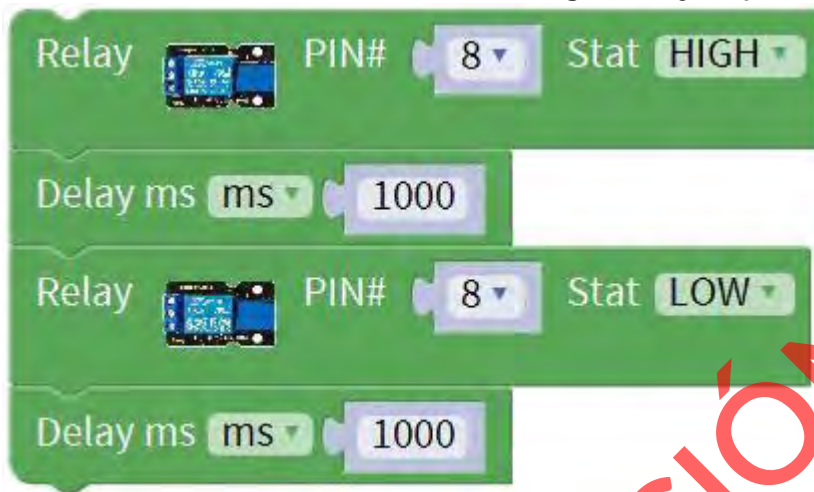 Relay PIN# 8 Stat HIGH
Delay ms ms 1000
Relay PIN# 8 Stat LOW
Delay ms ms 1000